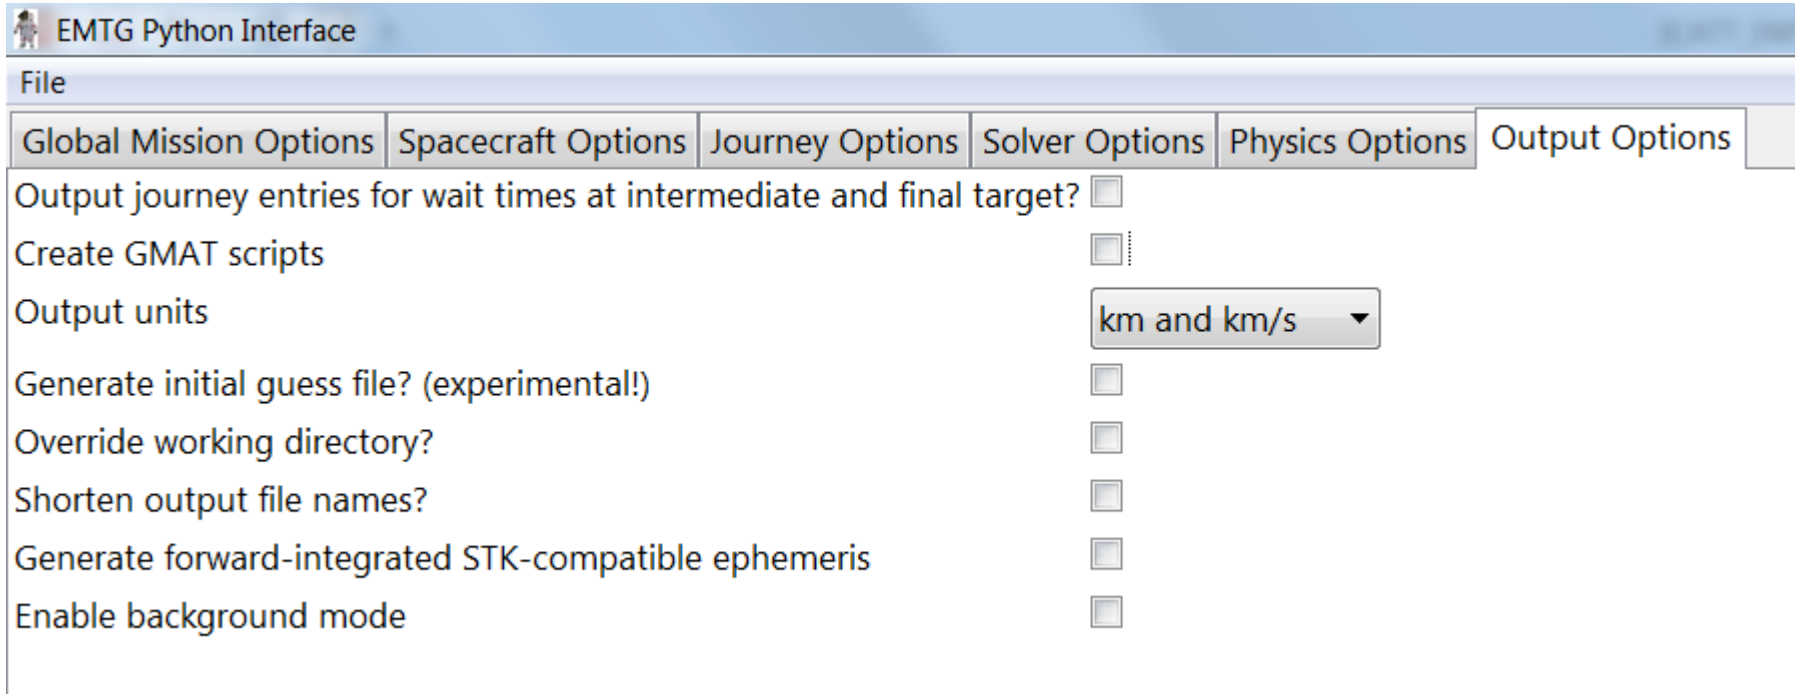 EMTG Python Interface
File
Global Mission Options Spacecraft Options Journey Options Solver Options Physics Options Output Options
Output journey entries for wait times at intermediate and final target?
Create GMAT scripts
Output units km and km/s
Generate initial guess file? (experimental!)
Override working directory?
Shorten output file names?
Generate forward-integrated STK-compatible ephemeris
Enable background mode